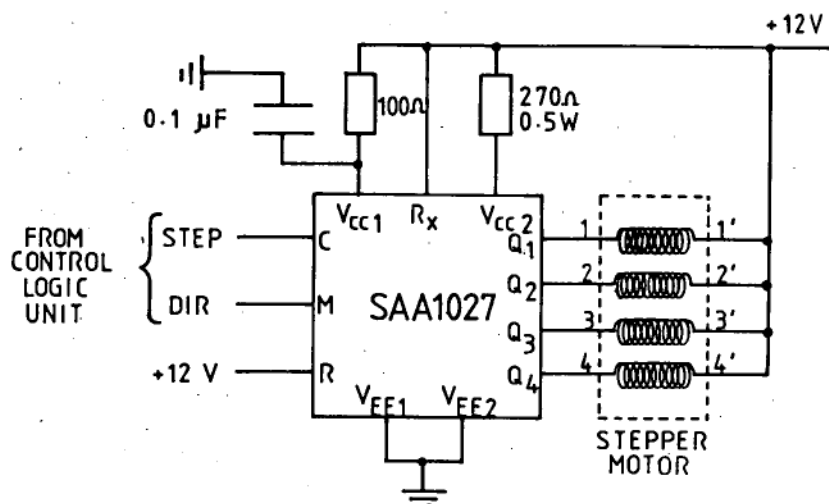 +12V
0.1 µF
100Ω
270Ω
0.5W
VCC1 RX VCC2
FROM
CONTROL
LOGIC
UNIT
STEP
DIR
+12 V
C
M
R
SAA1027
Q1
Q2
Q3
Q4
VEE1 VEE2
1 1'
2 2'
3 3'
4 4'
STEPPER
MOTOR